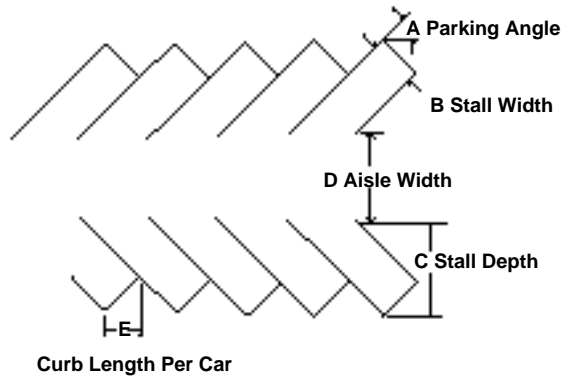 A Parking Angle
B Stall Width
D Aisle Width
C Stall Depth
E
Curb Length Per Car